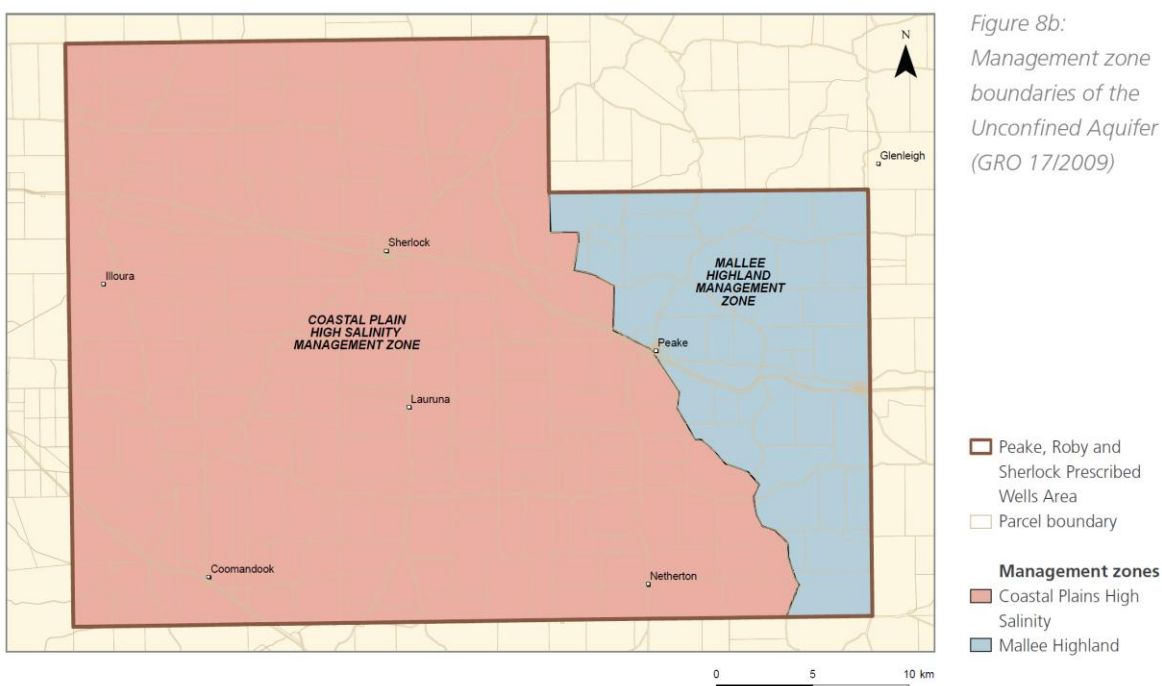 Figure 8b:
Management zone
boundaries of the
Unconfined Aquifer
(GRO 17/2009)
N
Glenleigh
Sherlock
Illoura
MALLEE
HIGHLAND
MANAGEMENT
ZONE
COASTAL PLAIN
HIGH SALINITY
MANAGEMENT ZONE
Peake
Lauruna
Coomandook
Netherton
Peake, Roby and
Sherlock Prescribed
Wells Area
Parcel boundary
Management zones
Coastal Plains High
Salinity
Mallee Highland
0 5 10 km